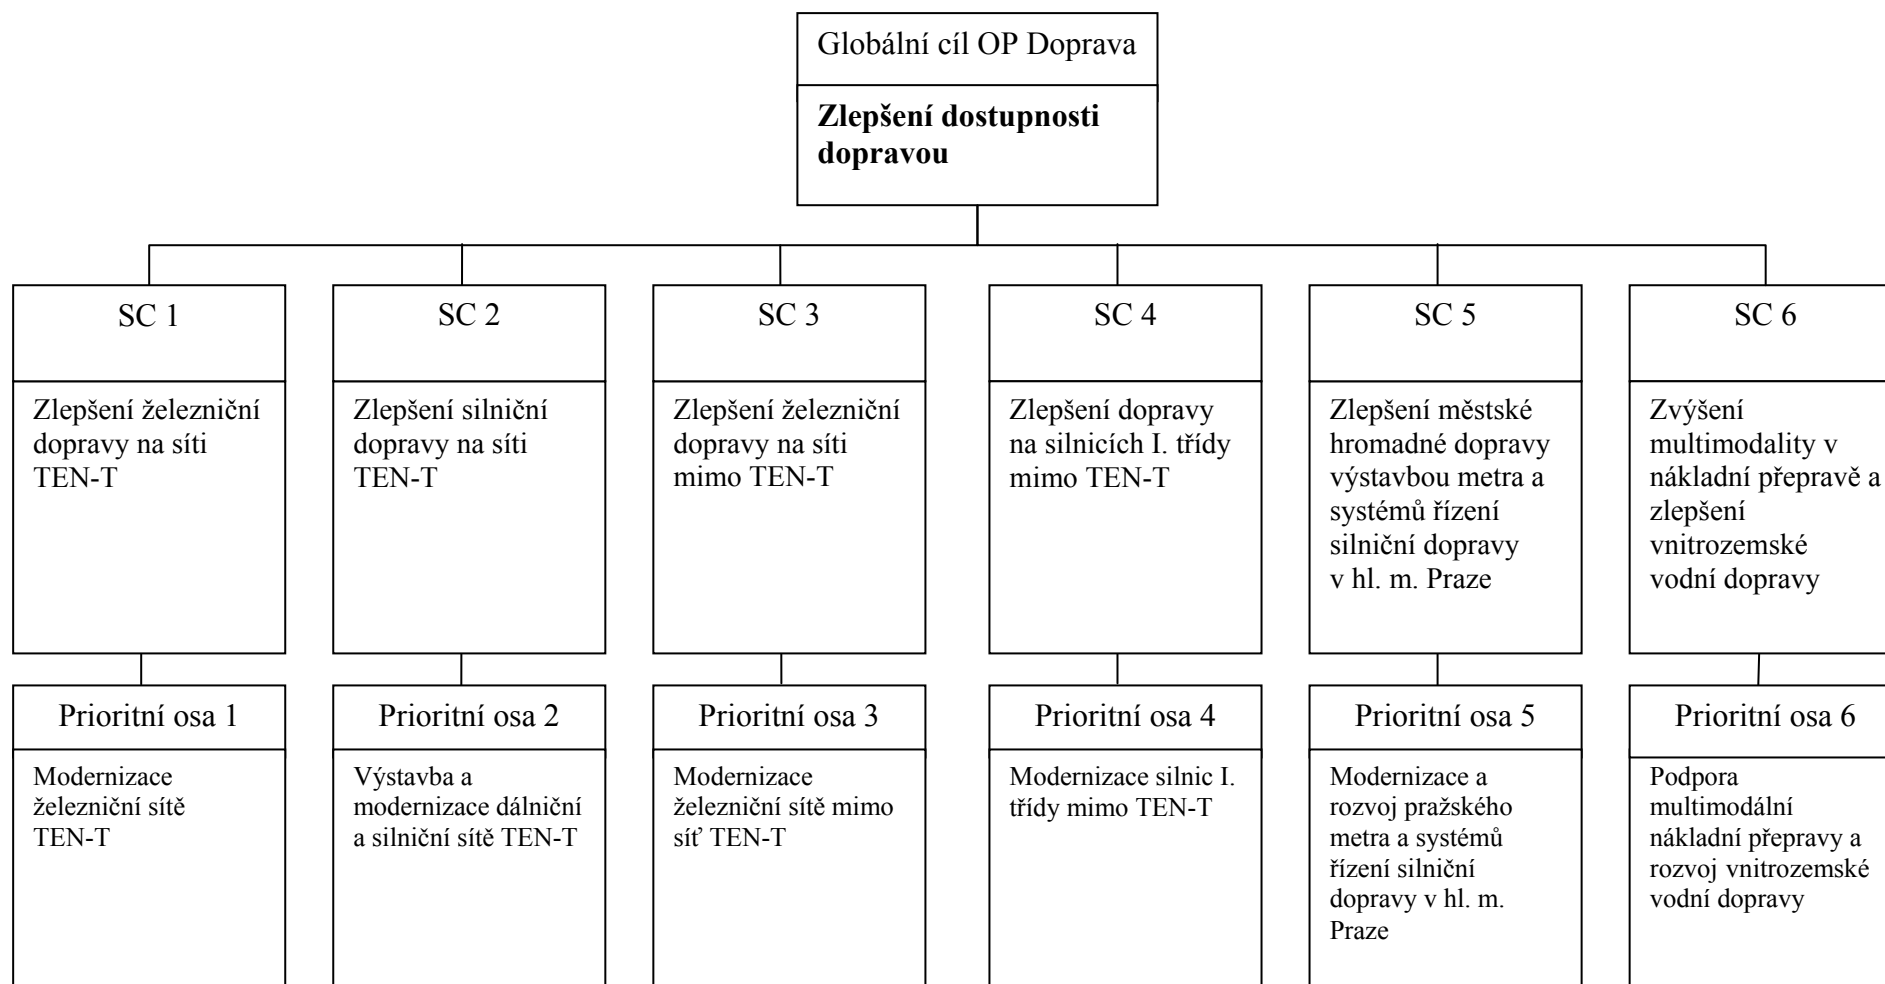 Globální cíl OP Doprava
Zlepšení dostupnosti
dopravou
SC 1
Zlepšení železniční
dopravy na síti
TEN-T
SC 2
Zlepšení silniční
dopravy na síti
TEN-T
SC 3
Zlepšení železniční
dopravy na síti
mimo TEN-T
SC 4
Zlepšení dopravy
na silnicích I. třídy
mimo TEN-T
SC 5
Zlepšení městské
hromadné dopravy
výstavbou metra a
systémů řízení
silniční dopravy
v hl. m. Praze
SC 6
Zvýšení
multimodality v
nákladní přepravě a
zlepšení
vnitrozemské
vodní dopravy
Prioritní osa 1
Modernizace
železniční sítě
TEN-T
Prioritní osa 2
Výstavba a
modernizace dálniční
a silniční sítě TEN-T
Prioritní osa 3
Modernizace
železniční sítě mimo
síť TEN-T
Prioritní osa 4
Modernizace silnic I.
třídy mimo TEN-T
Prioritní osa 5
Modernizace a
rozvoj pražského
metra a systémů
řízení silniční
dopravy v hl. m.
Praze
Prioritní osa 6
Podpora
multimodální
nákladní přepravy a
rozvoj vnitrozemské
vodní dopravy